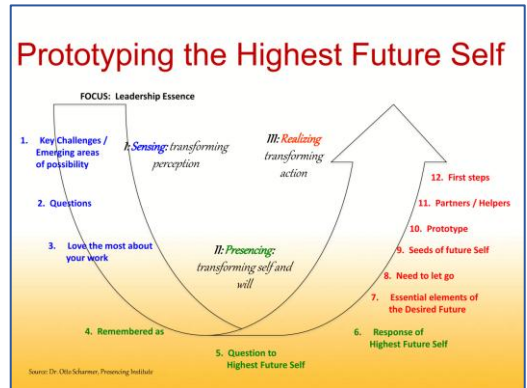 Prototyping the Highest Future Self
FOCUS: Leadership Essence
I: Sensing: transforming
perception
III: Realizing
transforming
action
II: Presencing:
transforming self and
will
1. Key Challenges /
Emerging areas
of possibility
2. Questions
3. Love the most about
your work
4. Remembered as
5. Question to
Highest Future Self
6. Response of
Highest Future Self
7. Essential elements of
the Desired Future
8. Need to let go
9. Seeds of future Self
10. Prototype
11. Partners / Helpers
12. First steps
Source: Dr. Otto Scharmer, Presencing Institute